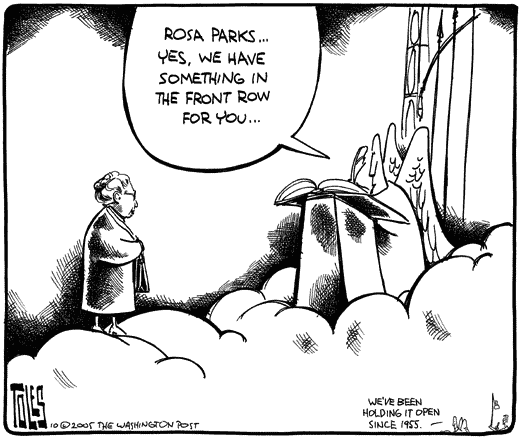 ROSA PARKS...
YES, WE HAVE
SOMETHING IN
THE FRONT ROW
FOR YOU...
TOLES
10 © 2005 THE WASHINGTON POST
WE'VE BEEN
HOLDING IT OPEN
SINCE 1955. —